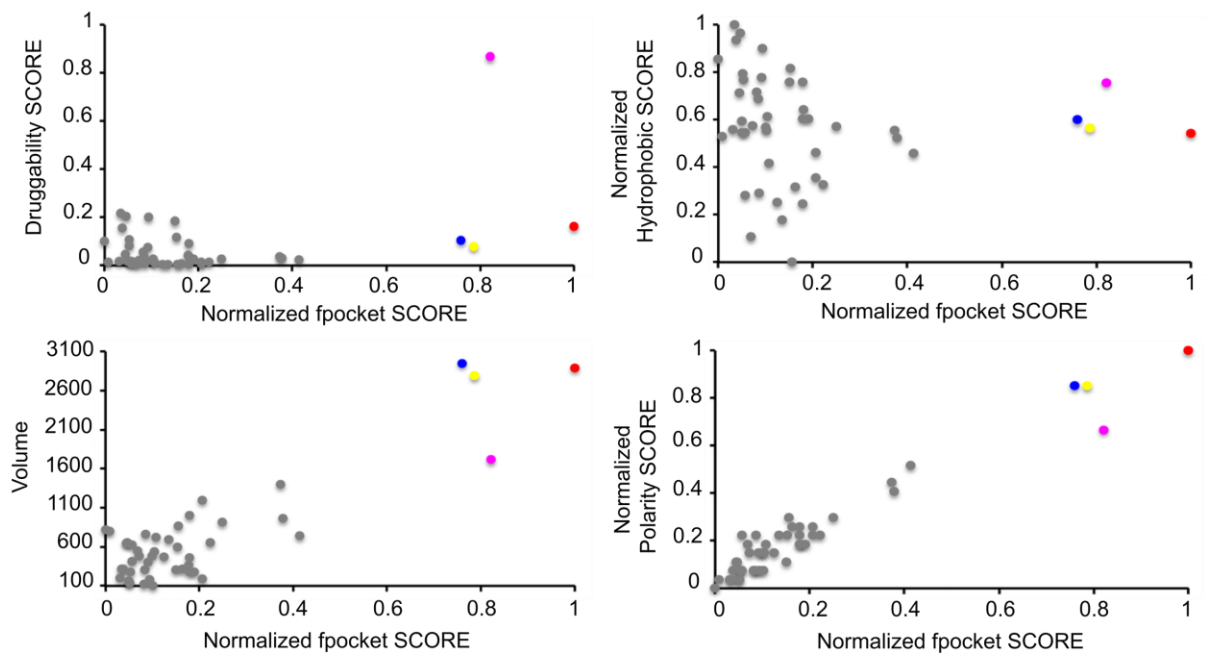 Druggability SCORE
1
0.8
0.6
0.4
0.2
0
0 0.2 0.4 0.6 0.8 1
Normalized fpocket SCORE
Normalized
Hydrophobic SCORE
1
0.8
0.6
0.4
0.2
0
0 0.2 0.4 0.6 0.8 1
Normalized fpocket SCORE
Volume
3100
2600
2100
1600
1100
600
100
0 0.2 0.4 0.6 0.8 1
Normalized fpocket SCORE
Normalized
Polarity SCORE
1
0.8
0.6
0.4
0.2
0
0 0.2 0.4 0.6 0.8 1
Normalized fpocket SCORE